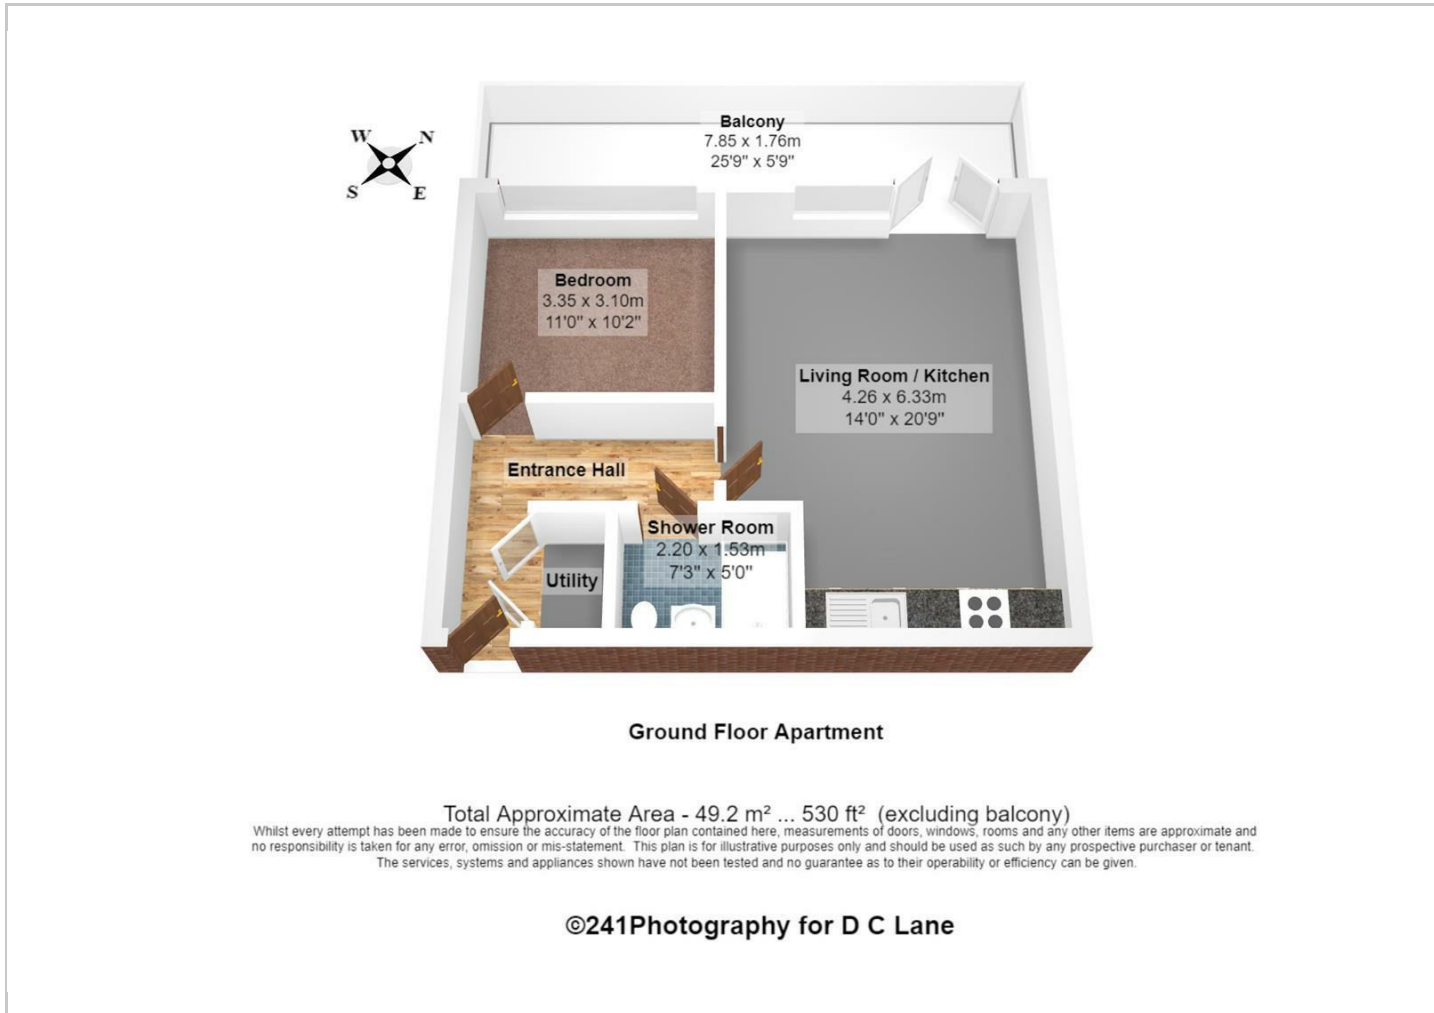 Balcony
7.85 x 1.76m
25'9" x 5'9"
W
N
S
E
Bedroom
3.35 x 3.10m
11'0" x 10'2"
Living Room / Kitchen
4.26 x 6.33m
14'0" x 20'9"
Entrance Hall
Shower Room
2.20 x 1.53m
7'3" x 5'0"
Utility
Ground Floor Apartment
Total Approximate Area - 49.2 m² ... 530 ft² (excluding balcony)
Whilst every attempt has been made to ensure the accuracy of the floor plan contained here, measurements of doors, windows, rooms and any other items are approximate and
no responsibility is taken for any error, omission or mis-statement. This plan is for illustrative purposes only and should be used as such by any prospective purchaser or tenant.
The services, systems and appliances shown have not been tested and no guarantee as to their operability or efficiency can be given.
©241Photography for D C Lane